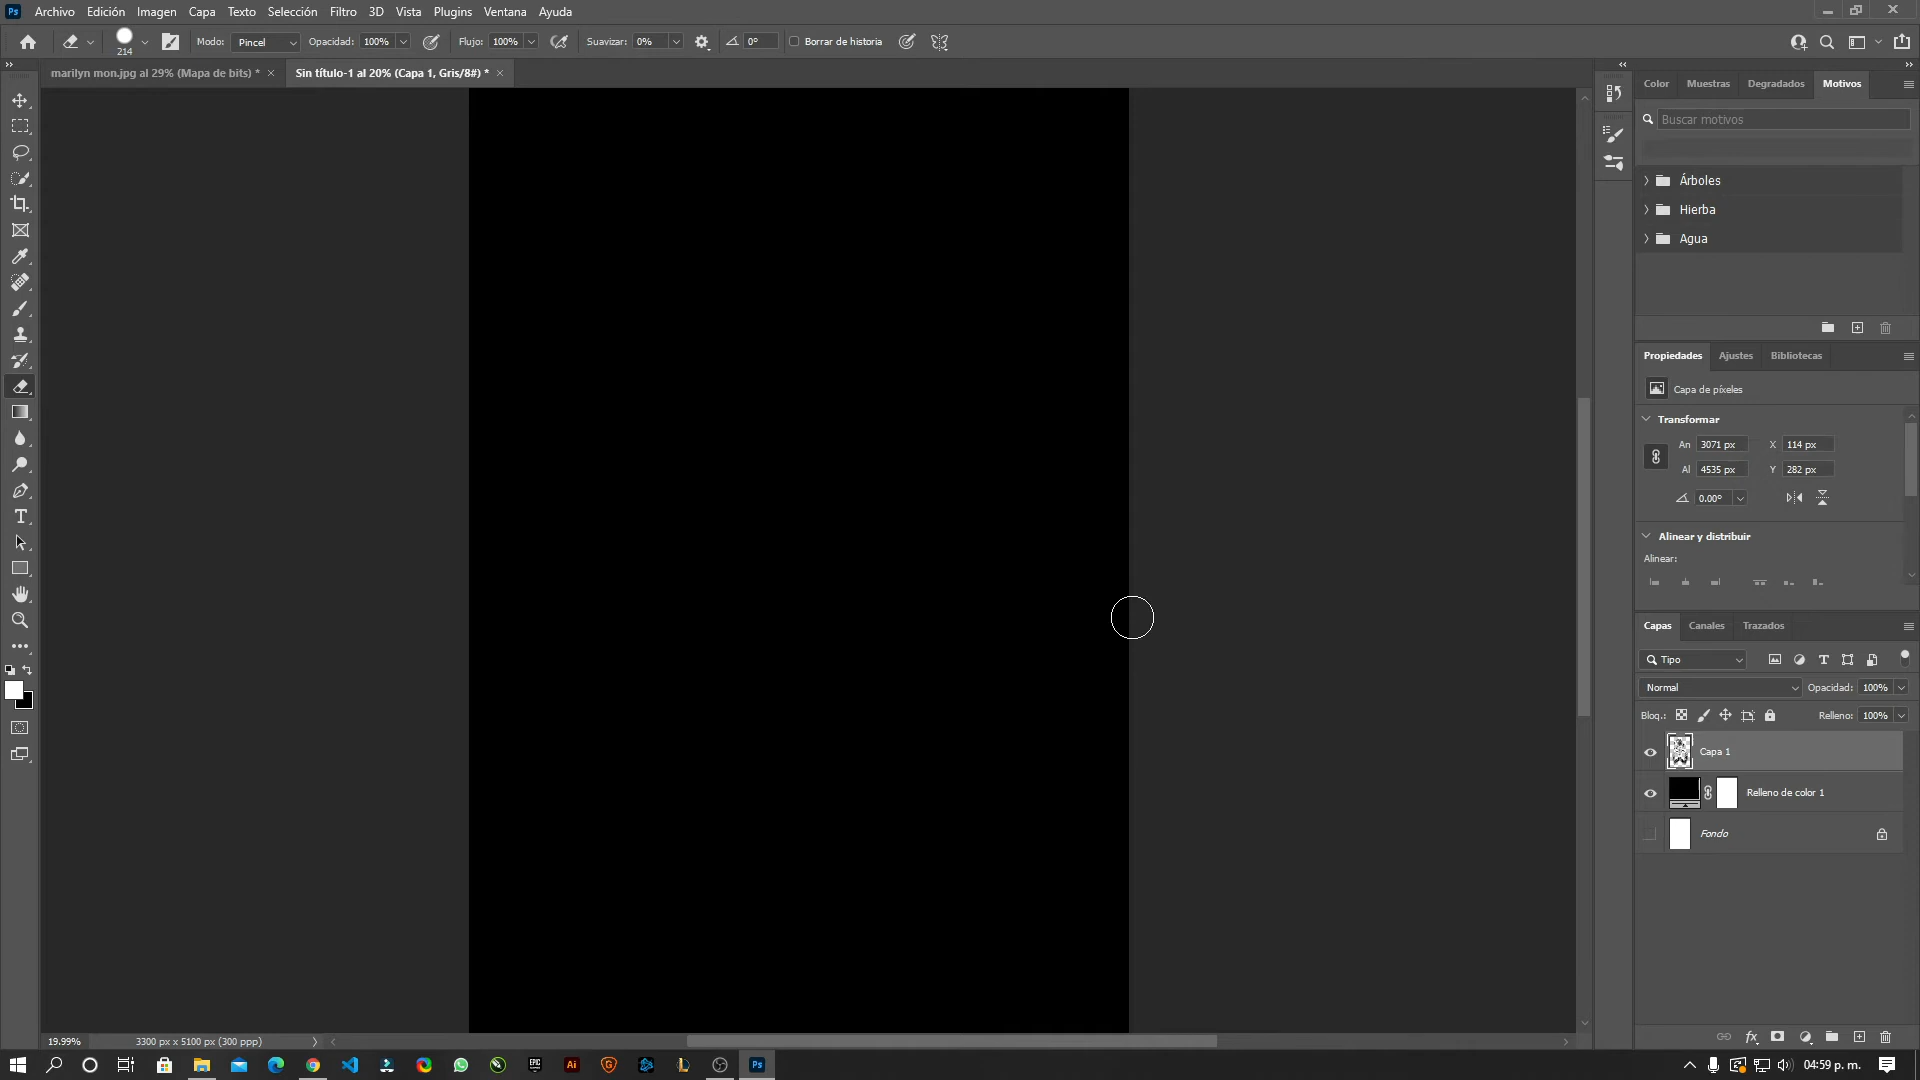 Ps Archivo Edición Imagen Capa Texto Selección Filtro 3D Vista Plugins Ventana Ayuda
214 Modo: Pincel Opacidad: 100% Flujo: 100% Suavizar: 0% 0° Borrar de historia
marilyn mon.jpg al 29% (Mapa de bits) * × Sin título-1 al 20% (Capa 1, Gris/8#) * ×
Color Muestras Degradados Motivos
Buscar motivos
Árboles
Hierba
Agua
Propiedades Ajustes Bibliotecas
Capa de píxeles
Transformar
An 3071 px X 114 px
Al 4535 px Y 282 px
0.00°
Alinear y distribuir
Alinear:
Capas Canales Trazados
Tipo
Normal Opacidad: 100%
Bloq.: Relleno: 100%
Capa 1
Relleno de color 1
Fondo
fx
19.99% 3300 px x 5100 px (300 ppp)
EPIC Ai Ps 04:59 p. m.